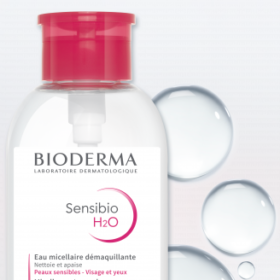 BIODERMA
LABORATOIRE DERMATOLOGIQUE
Sensibio
H2O
Eau micellaire démaquillante
Nettoie et apaise
Peaux sensibles - Visage et yeux